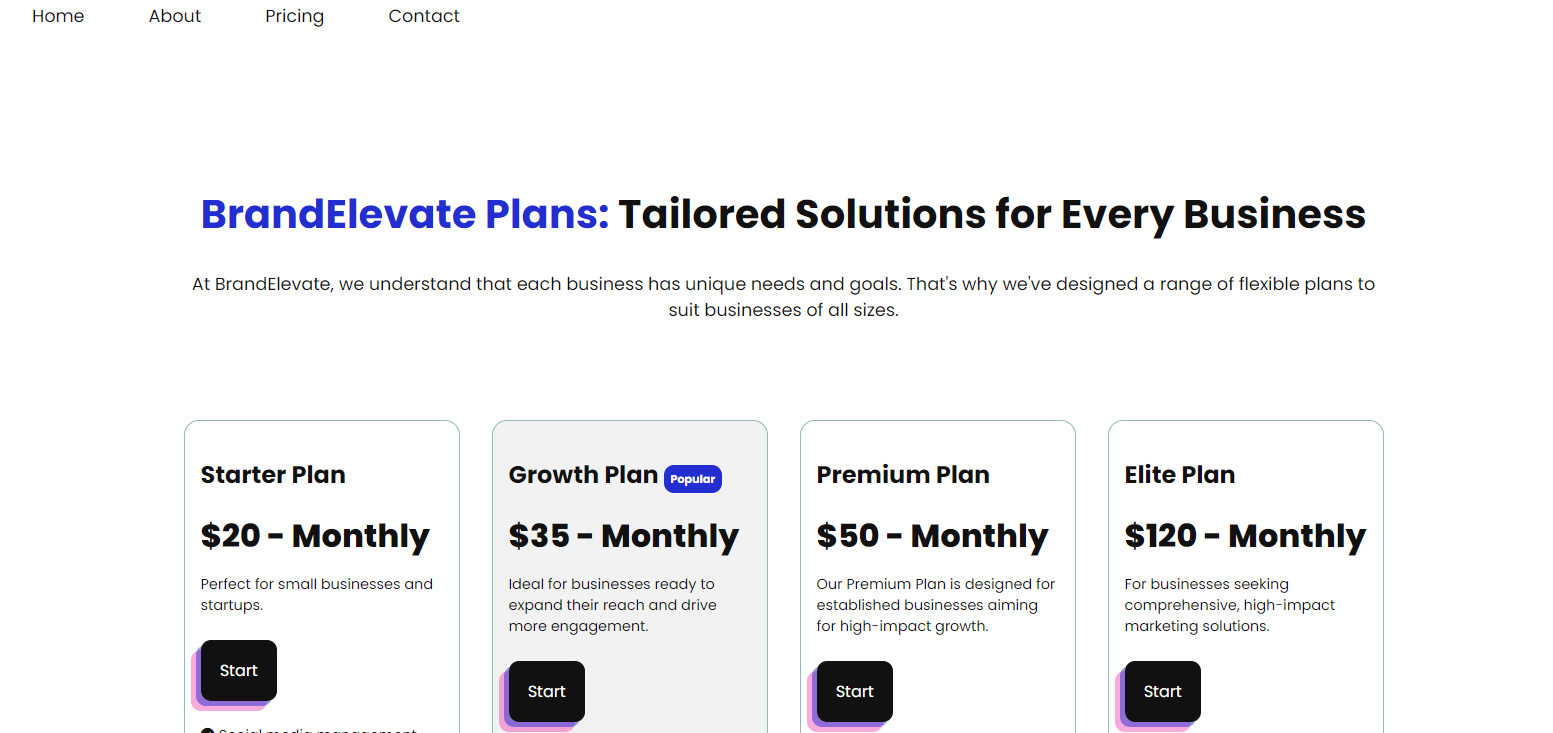 Home About Pricing Contact
BrandElevate Plans: Tailored Solutions for Every Business
At BrandElevate, we understand that each business has unique needs and goals. That's why we've designed a range of flexible plans to
suit businesses of all sizes.
Starter Plan
$20 - Monthly
Perfect for small businesses and
startups.
Start
Social media management
Growth Plan Popular
$35 - Monthly
Ideal for businesses ready to
expand their reach and drive
more engagement.
Start
Premium Plan
$50 - Monthly
Our Premium Plan is designed for
established businesses aiming
for high-impact growth.
Start
Elite Plan
$120 - Monthly
For businesses seeking
comprehensive, high-impact
marketing solutions.
Start